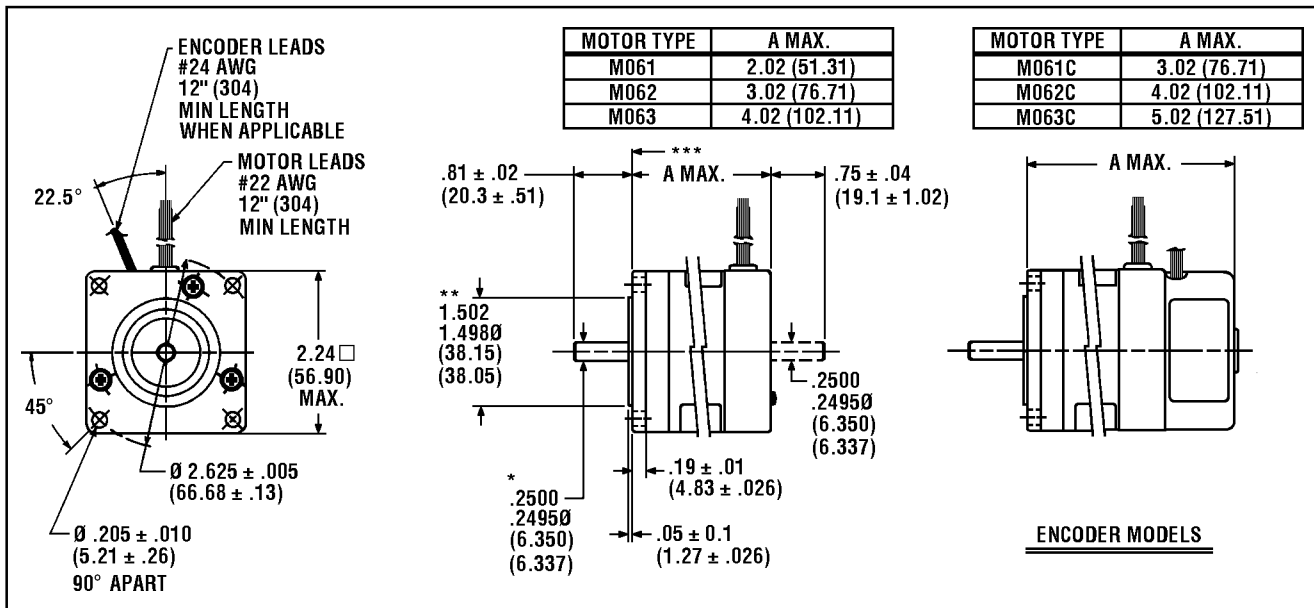 ENCODER LEADS
#24 AWG
12" (304)
MIN LENGTH
WHEN APPLICABLE
MOTOR LEADS
#22 AWG
12" (304)
MIN LENGTH
22.5°
45°
2.24□
(56.90)
MAX.
Ø 2.625 ± .005
(66.68 ± .13)
Ø .205 ± .010
(5.21 ± .26)
90° APART
MOTOR TYPE A MAX.
M061 2.02 (51.31)
M062 3.02 (76.71)
M063 4.02 (102.11)
***
.81 ± .02
(20.3 ± .51)
A MAX.
.75 ± .04
(19.1 ± 1.02)
**
1.502
1.498Ø
(38.15)
(38.05)
.2500
.2495Ø
(6.350)
(6.337)
.19 ± .01
(4.83 ± .026)
*
.2500
.2495Ø
(6.350)
(6.337)
.05 ± 0.1
(1.27 ± .026)
MOTOR TYPE A MAX.
M061C 3.02 (76.71)
M062C 4.02 (102.11)
M063C 5.02 (127.51)
A MAX.
ENCODER MODELS